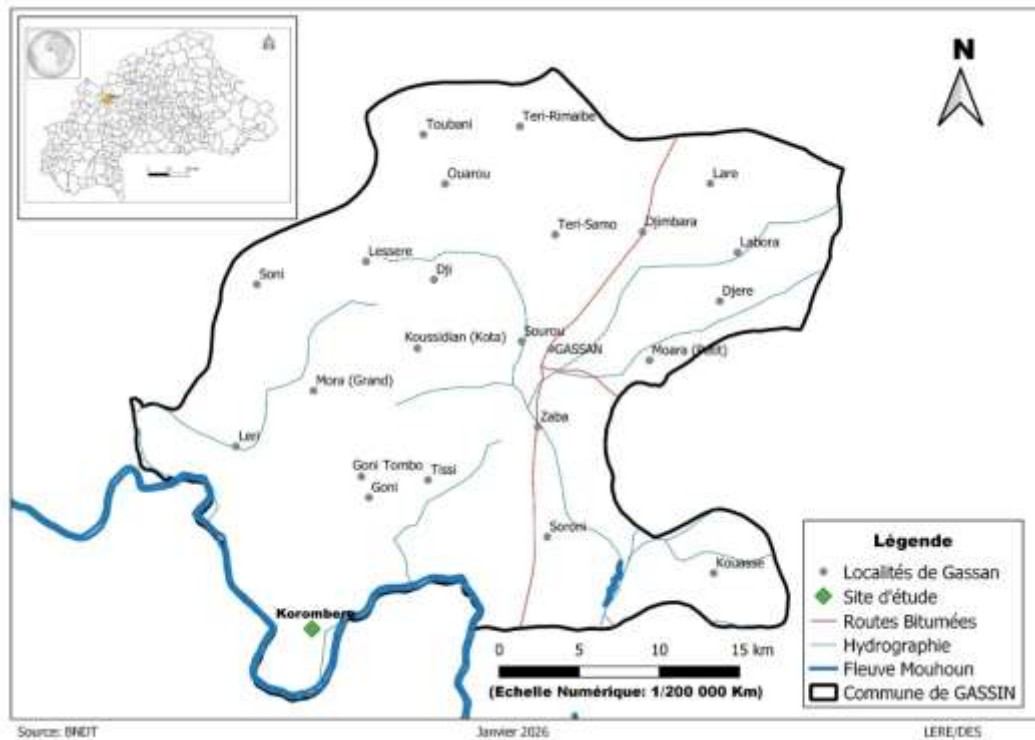 N
Toubani
Teri-Rimaibe
Ouarou
Lare
Teri-Samo
Djimbara
Labora
Lessere
Dji
Soni
Djere
Sourou
Koussidian (Kota)
GASSAN
Moara (Petit)
Mora (Grand)
Zaba
Leri
Goni Tombo
Tissi
Goni
Soroni
Kouasse
Korombere
0 5 10 15 km
(Echelle Numérique: 1/200 000 Km)
Légende
Localités de Gassan
Site d'étude
Routes Bitumées
Hydrographie
Fleuve Mouhoun
Commune de GASSIN
Source: BNDT
Janvier 2026
LERE/DES